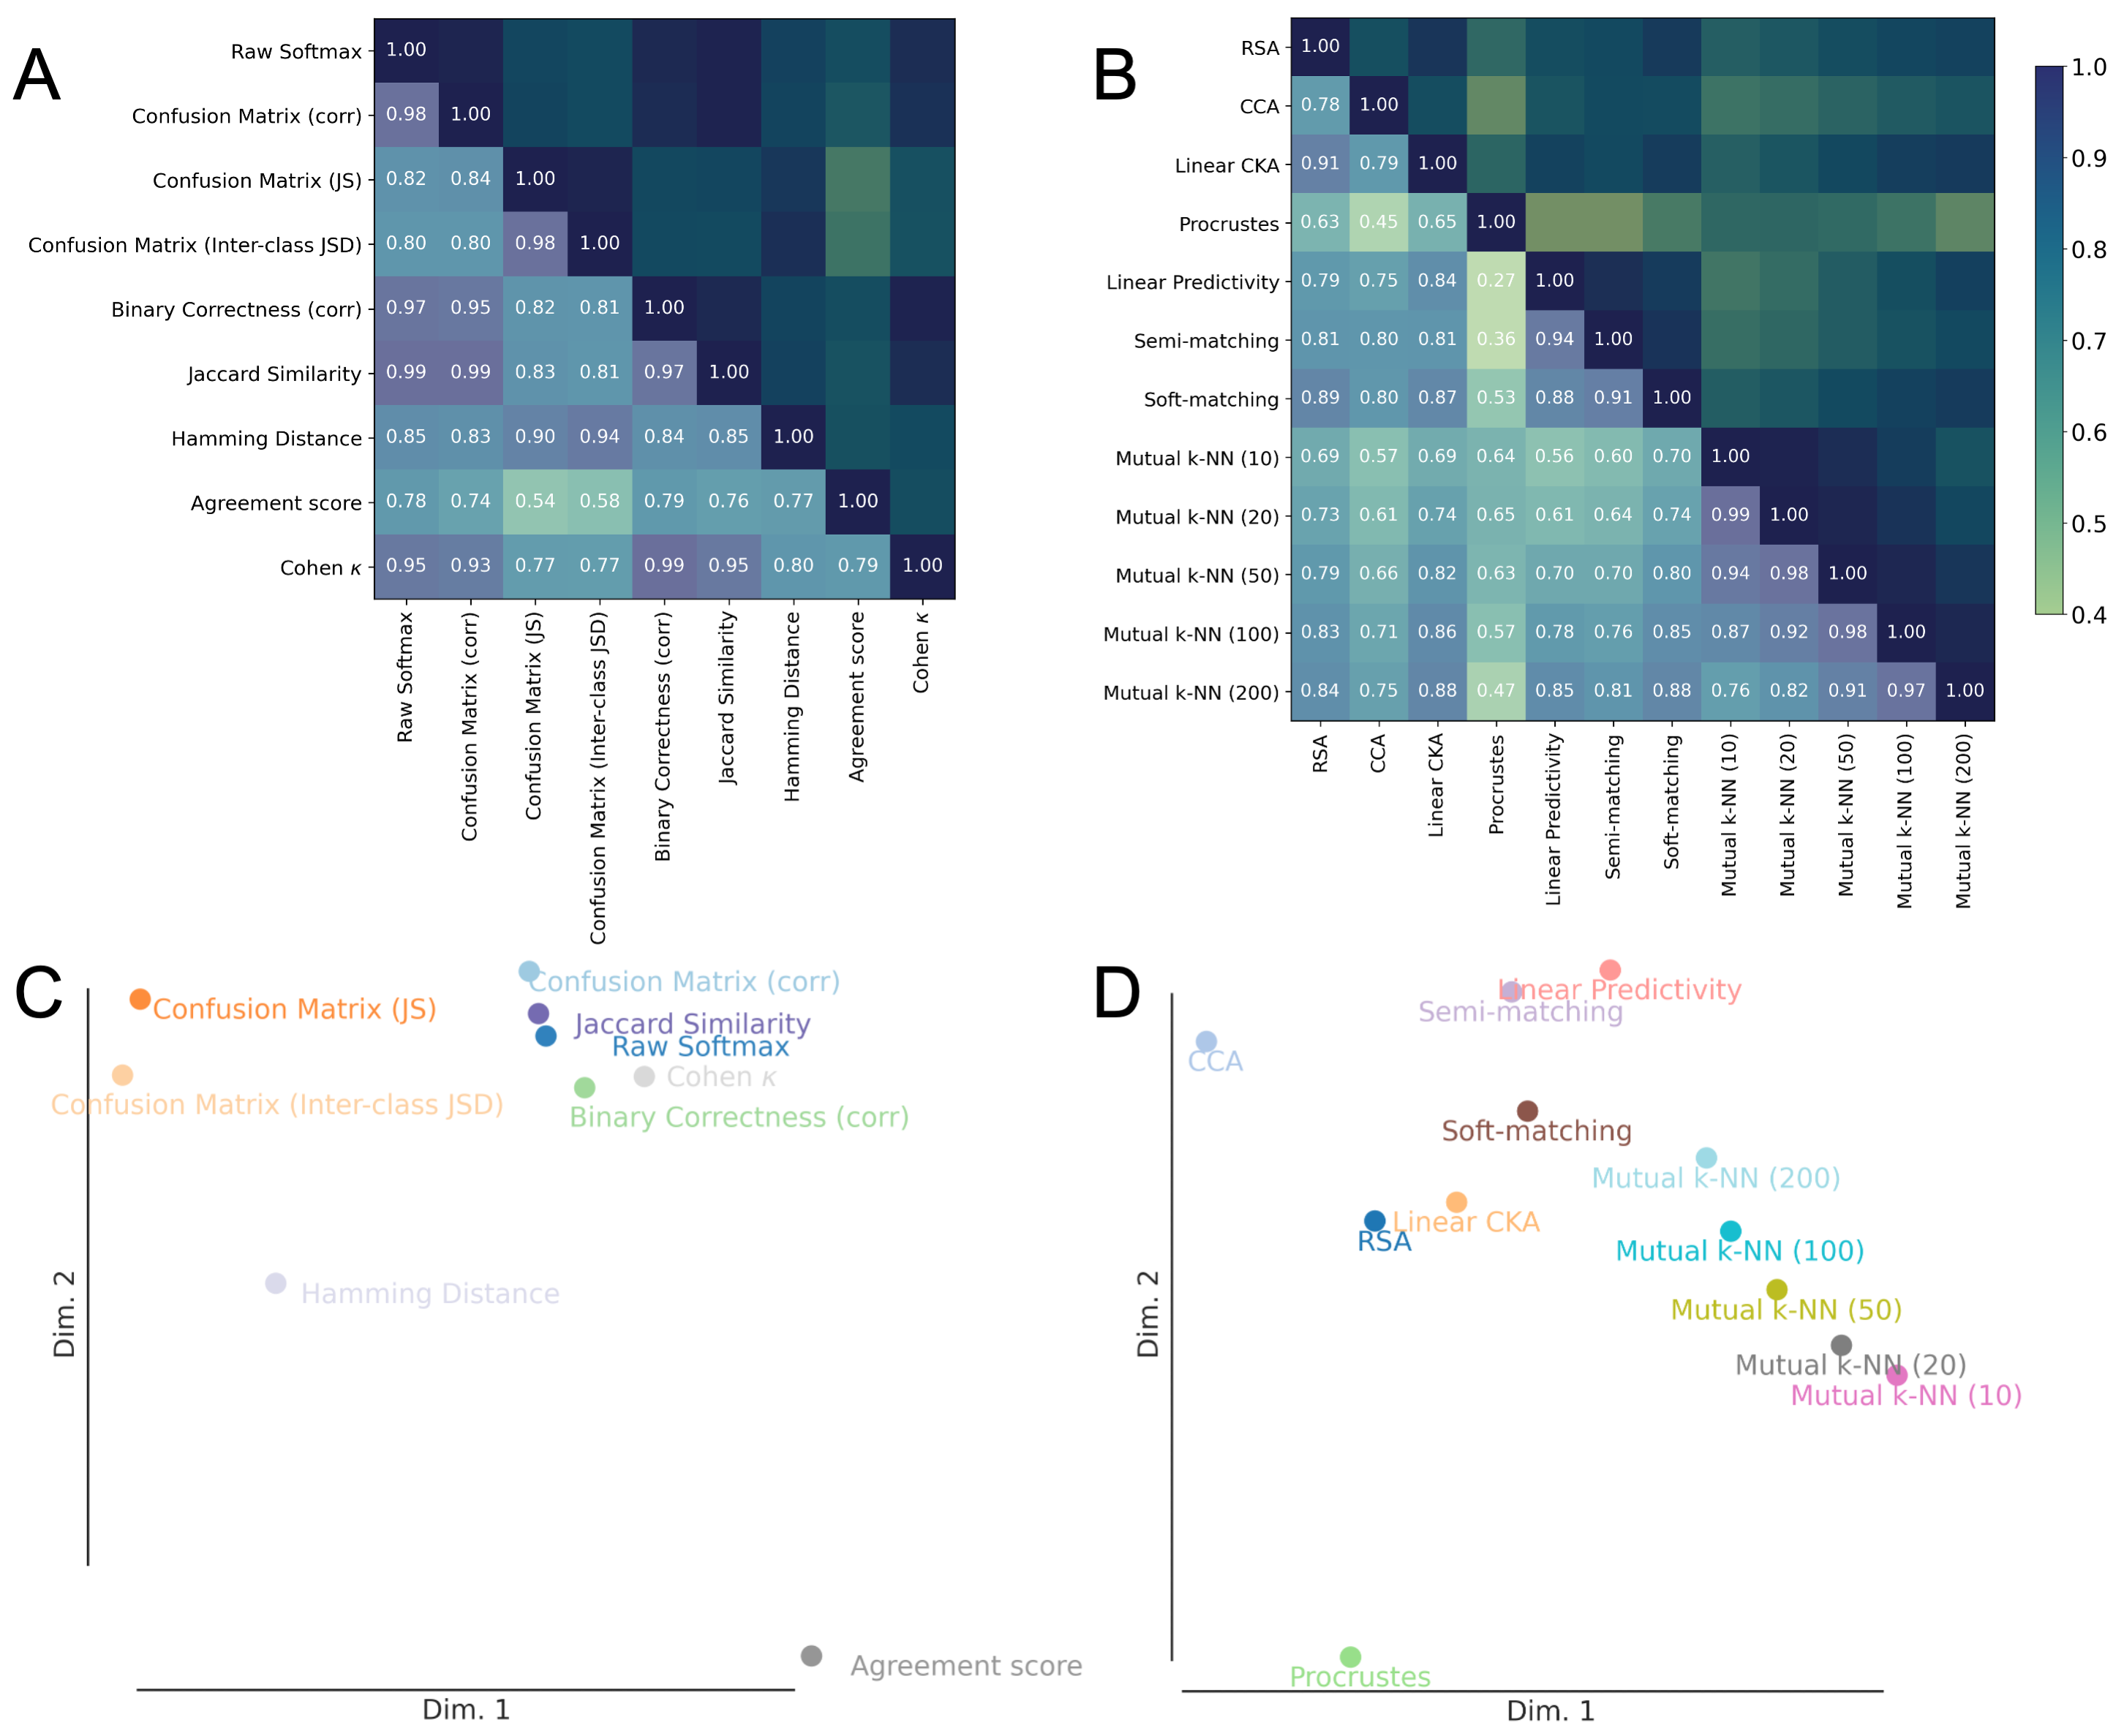 A
Raw Softmax 1.00
Confusion Matrix (corr) 0.98 1.00
Confusion Matrix (JS) 0.82 0.84 1.00
Confusion Matrix (Inter-class JSD) 0.80 0.80 0.98 1.00
Binary Correctness (corr) 0.97 0.95 0.82 0.81 1.00
Jaccard Similarity 0.99 0.99 0.83 0.81 0.97 1.00
Hamming Distance 0.85 0.83 0.90 0.94 0.84 0.85 1.00
Agreement score 0.78 0.74 0.54 0.58 0.79 0.76 0.77 1.00
Cohen κ 0.95 0.93 0.77 0.77 0.99 0.95 0.80 0.79 1.00
Raw Softmax
Confusion Matrix (corr)
Confusion Matrix (JS)
Confusion Matrix (Inter-class JSD)
Binary Correctness (corr)
Jaccard Similarity
Hamming Distance
Agreement score
Cohen κ
B
RSA 1.00
CCA 0.78 1.00
Linear CKA 0.91 0.79 1.00
Procrustes 0.63 0.45 0.65 1.00
Linear Predictivity 0.79 0.75 0.84 0.27 1.00
Semi-matching 0.81 0.80 0.81 0.36 0.94 1.00
Soft-matching 0.89 0.80 0.87 0.53 0.88 0.91 1.00
Mutual k-NN (10) 0.69 0.57 0.69 0.64 0.56 0.60 0.70 1.00
Mutual k-NN (20) 0.73 0.61 0.74 0.65 0.61 0.64 0.74 0.99 1.00
Mutual k-NN (50) 0.79 0.66 0.82 0.63 0.70 0.70 0.80 0.94 0.98 1.00
Mutual k-NN (100) 0.83 0.71 0.86 0.57 0.78 0.76 0.85 0.87 0.92 0.98 1.00
Mutual k-NN (200) 0.84 0.75 0.88 0.47 0.85 0.81 0.88 0.76 0.82 0.91 0.97 1.00
RSA
CCA
Linear CKA
Procrustes
Linear Predictivity
Semi-matching
Soft-matching
Mutual k-NN (10)
Mutual k-NN (20)
Mutual k-NN (50)
Mutual k-NN (100)
Mutual k-NN (200)
1.0
0.9
0.8
0.7
0.6
0.5
0.4
C
Confusion Matrix (corr)
Confusion Matrix (JS)
Jaccard Similarity
Raw Softmax
Cohen κ
Confusion Matrix (Inter-class JSD)
Binary Correctness (corr)
Hamming Distance
Agreement score
Dim. 2
Dim. 1
D
Linear Predictivity
Semi-matching
CCA
Soft-matching
Mutual k-NN (200)
Linear CKA
RSA
Mutual k-NN (100)
Mutual k-NN (50)
Mutual k-NN (20)
Mutual k-NN (10)
Procrustes
Dim. 2
Dim. 1